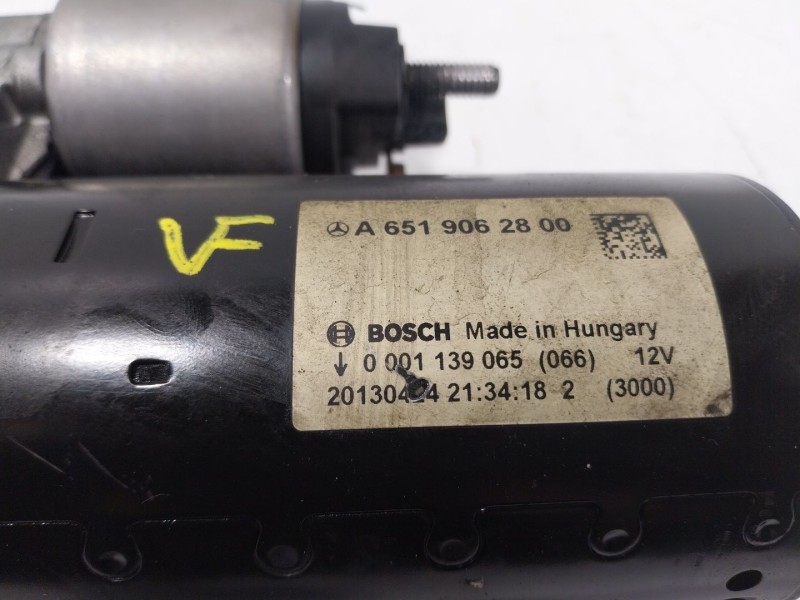 VF
A 651 906 28 00
BOSCH Made in Hungary
↓ 0 001 139 065 (066) 12V
21:34:18 2 (3000)